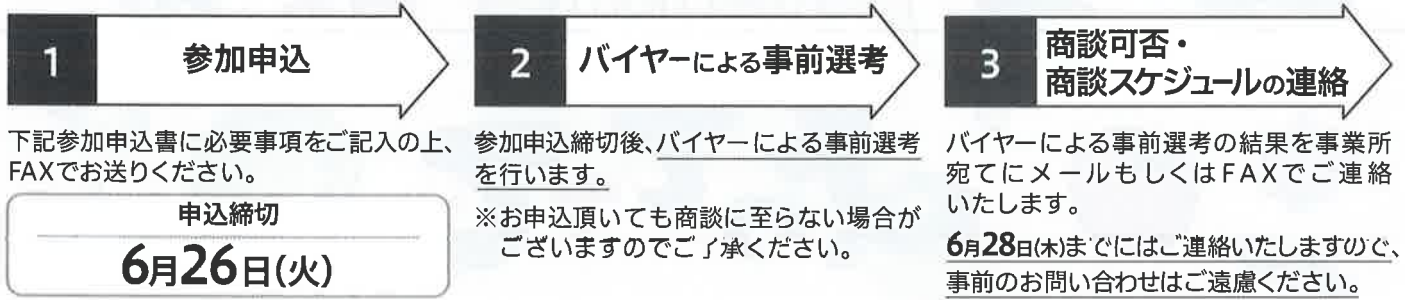 1 参加申込
下記参加申込書に必要事項をご記入の上、
FAXでお送りください。
申込締切
6月26日(火)
2 バイヤーによる事前選考
参加申込締切後、バイヤーによる事前選考
を行います。
※お申込頂いても商談に至らない場合が
ございますのでご了承ください。
3 商談可否・
商談スケジュールの連絡
バイヤーによる事前選考の結果を事業所
宛てにメールもしくはFAXでご連絡
いたします。
6月28日(木)までにはご連絡いたしますので、
事前のお問い合わせはご遠慮ください。